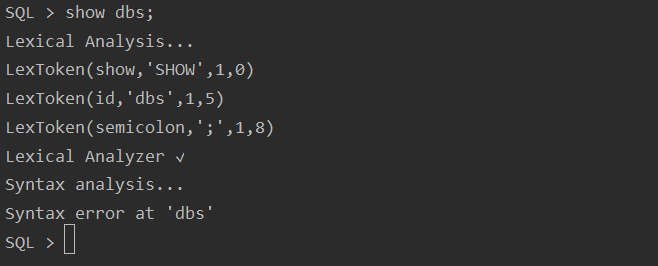 SQL > show dbs;
Lexical Analysis...
LexToken(show,'SHOW',1,0)
LexToken(id,'dbs',1,5)
LexToken(semicolon,';',1,8)
Lexical Analyzer ✓
Syntax analysis...
Syntax error at 'dbs'
SQL >